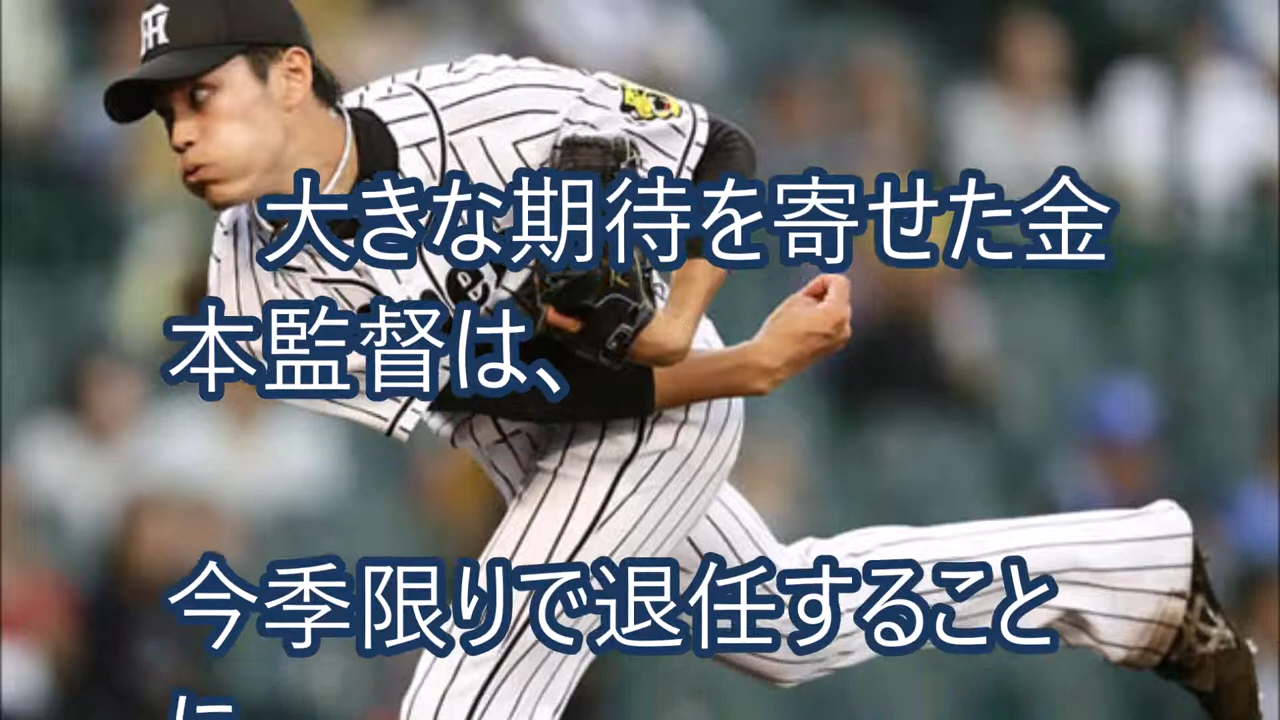 大きな期待を寄せた金
本監督は、
今季限りで退任すること
に